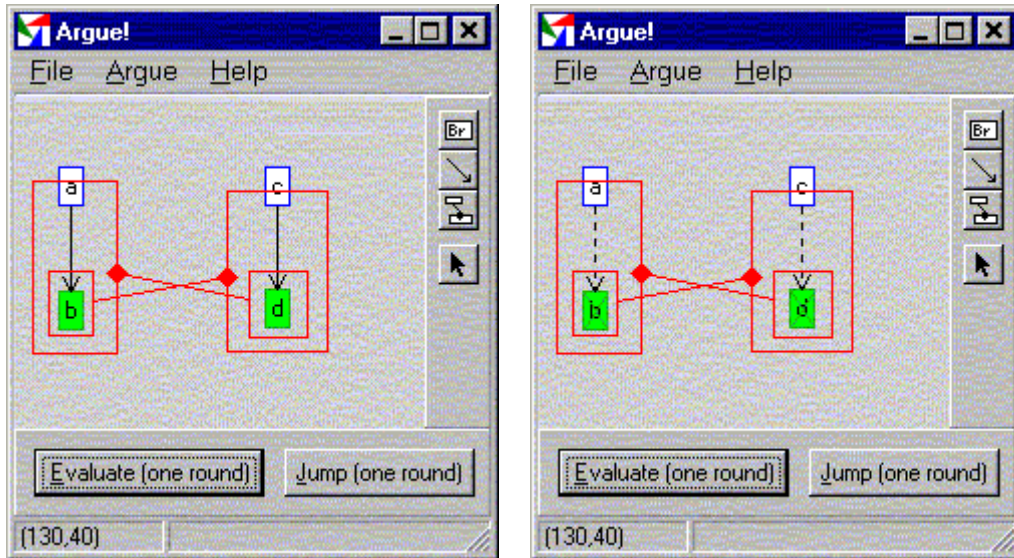 Argue!
File Argue Help
Br
a c
b d
Evaluate (one round) Jump (one round)
(130,40)
Argue!
File Argue Help
Br
a c
b d
Evaluate (one round) Jump (one round)
(130,40)